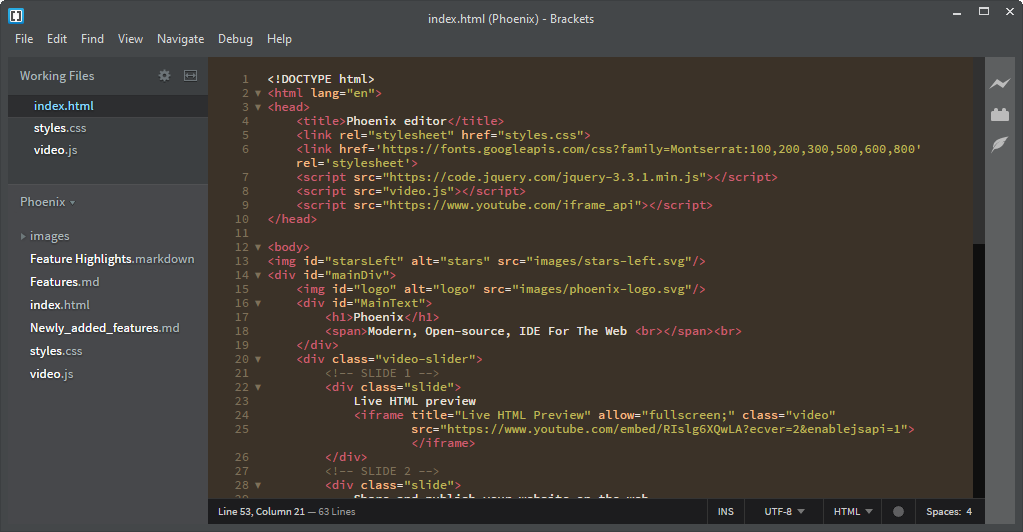 index.html (Phoenix) - Brackets
File Edit Find View Navigate Debug Help
Working Files
index.html
styles.css
video.js
Phoenix
images
Feature Highlights.markdown
Features.md
index.html
Newly_added_features.md
styles.css
video.js
1 <!DOCTYPE html>
2 <html lang="en">
3 <head>
4 <title>Phoenix editor</title>
5 <link rel="stylesheet" href="styles.css">
6 <link href='https://fonts.googleapis.com/css?family=Montserrat:100,200,300,500,600,800'
rel='stylesheet'>
7 <script src="https://code.jquery.com/jquery-3.3.1.min.js"></script>
8 <script src="video.js"></script>
9 <script src="https://www.youtube.com/iframe_api"></script>
10 </head>
11
12 <body>
13 <img id="starsLeft" alt="stars" src="images/stars-left.svg"/>
14 <div id="mainDiv">
15 <img id="logo" alt="logo" src="images/phoenix-logo.svg"/>
16 <div id="MainText">
17 <h1>Phoenix</h1>
18 <span>Modern, Open-source, IDE For The Web <br></span><br>
19 </div>
20 <div class="video-slider">
21 <!-- SLIDE 1 -->
22 <div class="slide">
23 Live HTML preview
24 <iframe title="Live HTML Preview" allow="fullscreen;" class="video"
25 src="https://www.youtube.com/embed/RIslg6XQwLA?ecver=2&enablejsapi=1">
</iframe>
26 </div>
27 <!-- SLIDE 2 -->
28 <div class="slide">
Line 53, Column 21 — 63 Lines
INS
UTF-8
HTML
Spaces: 4